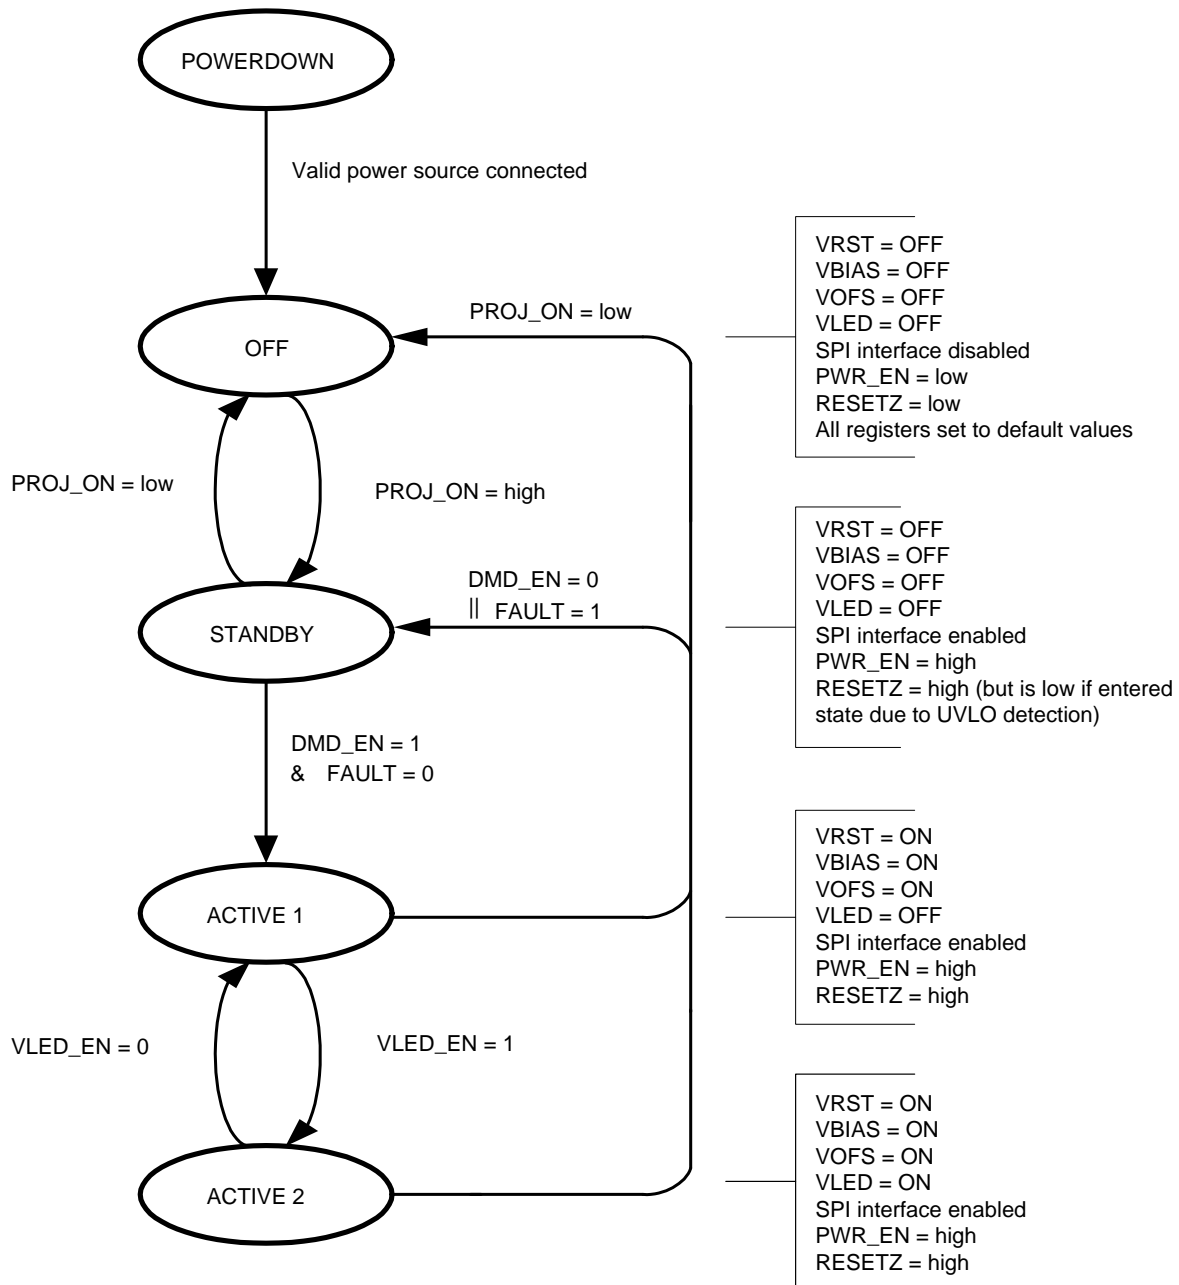 POWERDOWN
Valid power source connected
VRST = OFF
VBIAS = OFF
VOFS = OFF
VLED = OFF
SPI interface disabled
PWR_EN = low
RESETZ = low
All registers set to default values
PROJ_ON = low
OFF
PROJ_ON = low
PROJ_ON = high
VRST = OFF
VBIAS = OFF
VOFS = OFF
VLED = OFF
SPI interface enabled
PWR_EN = high
RESETZ = high (but is low if entered
state due to UVLO detection)
DMD_EN = 0
|| FAULT = 1
STANDBY
DMD_EN = 1
& FAULT = 0
VRST = ON
VBIAS = ON
VOFS = ON
VLED = OFF
SPI interface enabled
PWR_EN = high
RESETZ = high
ACTIVE 1
VLED_EN = 0
VLED_EN = 1
VRST = ON
VBIAS = ON
VOFS = ON
VLED = ON
SPI interface enabled
PWR_EN = high
RESETZ = high
ACTIVE 2